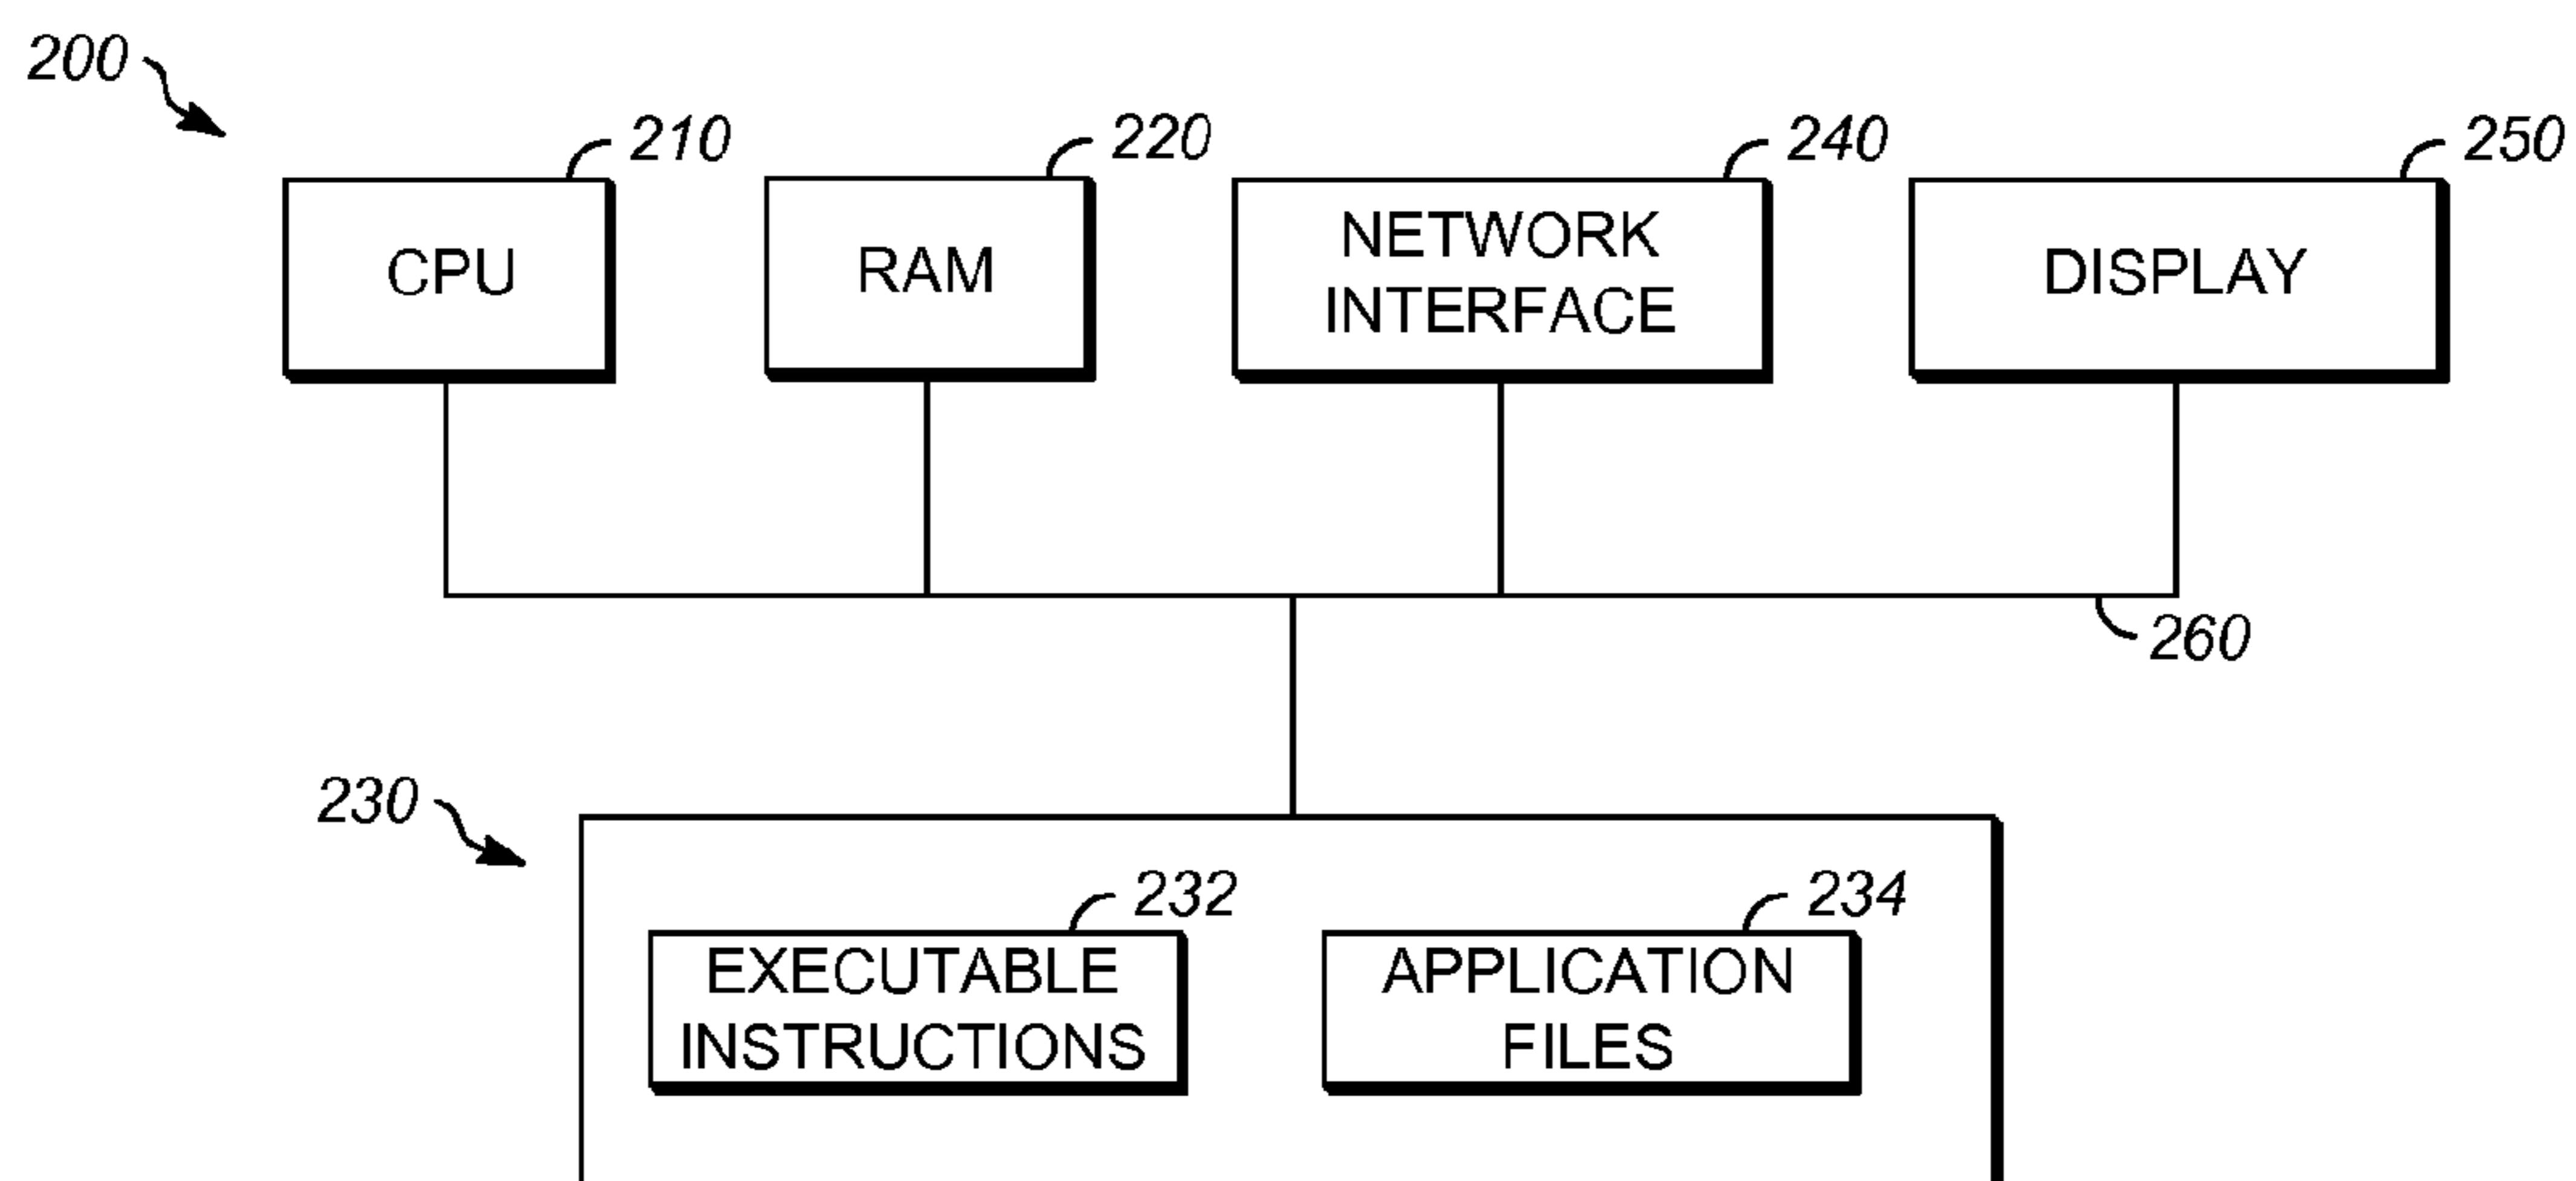 200
210
220
240
250
CPU
RAM
NETWORK
INTERFACE
DISPLAY
260
230
232
234
EXECUTABLE
INSTRUCTIONS
APPLICATION
FILES